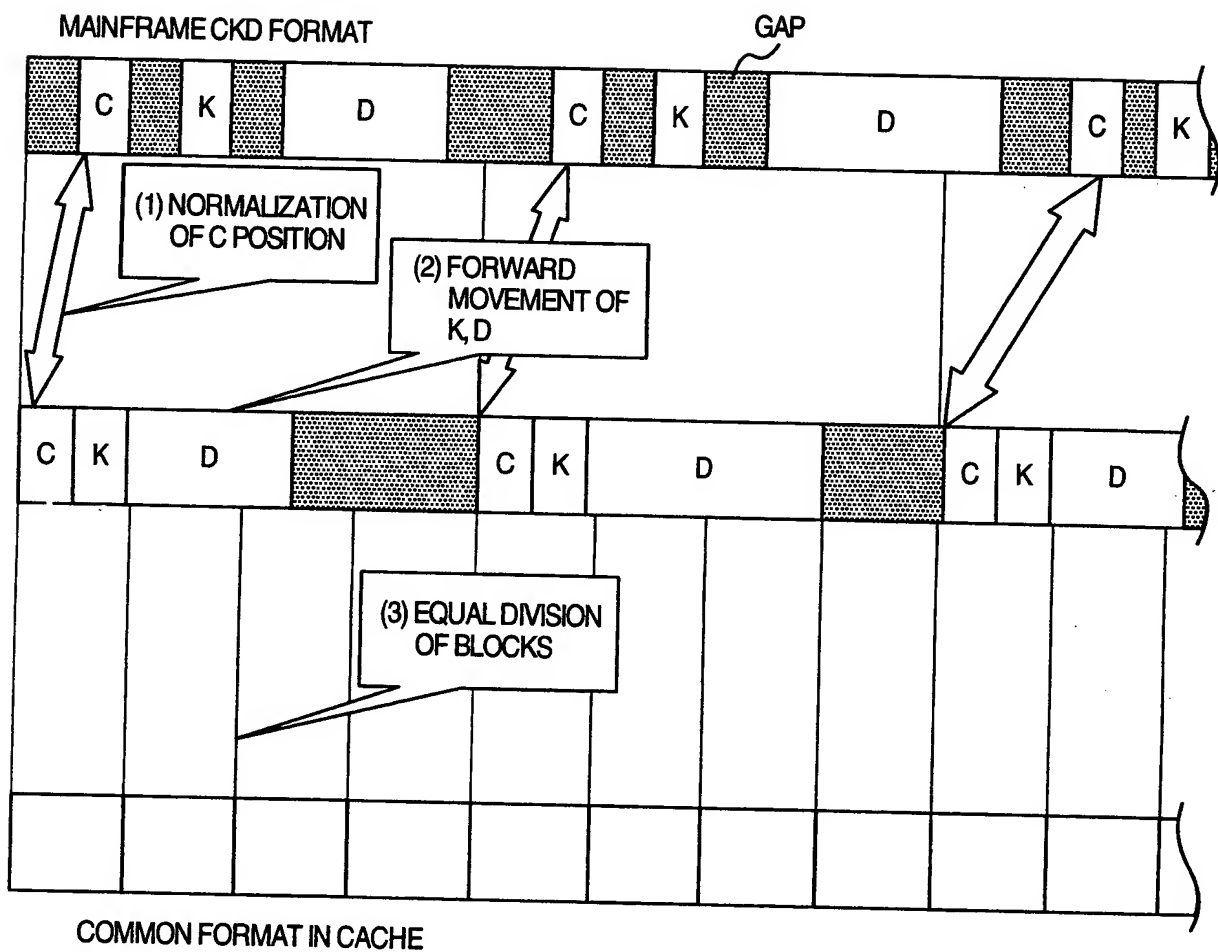 MAINFRAME CKD FORMAT
GAP
C K D C K D C K
(1) NORMALIZATION
OF C POSITION
(2) FORWARD
MOVEMENT OF
K, D
C K D C K D C K D
(3) EQUAL DIVISION
OF BLOCKS
COMMON FORMAT IN CACHE